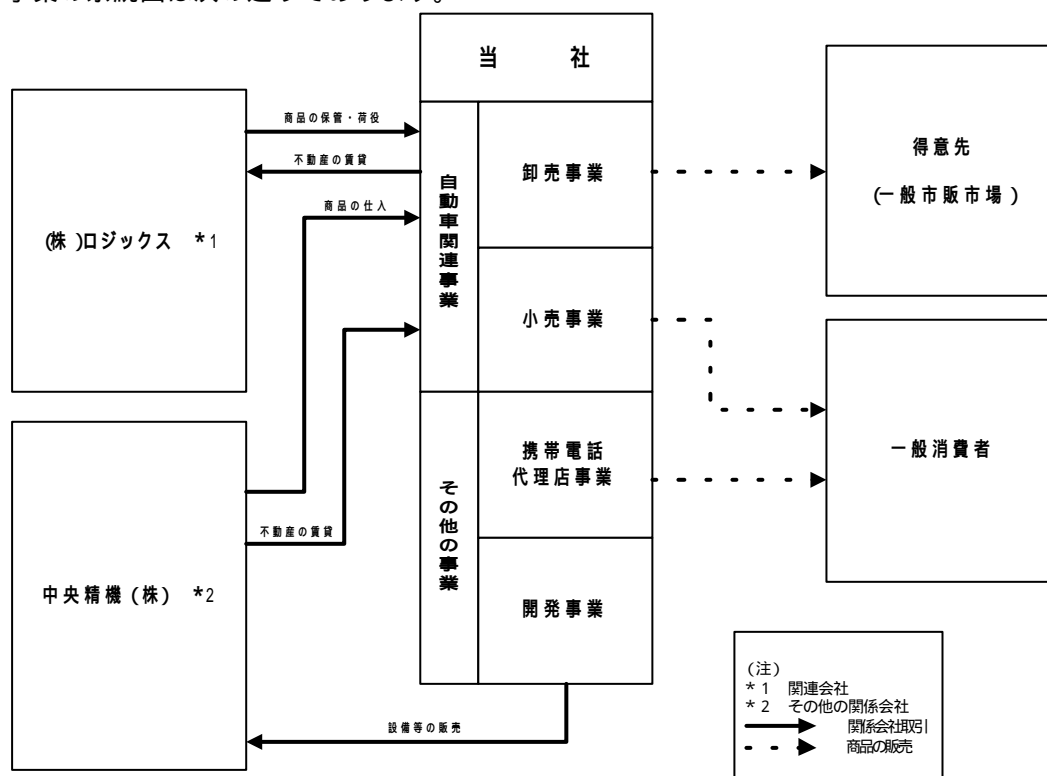 事業の系統図は次の通りであります。
当 社
商品の保管・荷役
不動産の賃貸
商品の仕入
(株)ロジックス *1
自動車関連事業
卸売事業
小売事業
得意先
(一般市販市場)
一般消費者
その他の事業
携帯電話
代理店事業
開発事業
不動産の賃貸
中央精機(株) *2
設備等の販売
(注)
*1 関連会社
*2 その他の関係会社
関係会社取引
商品の販売